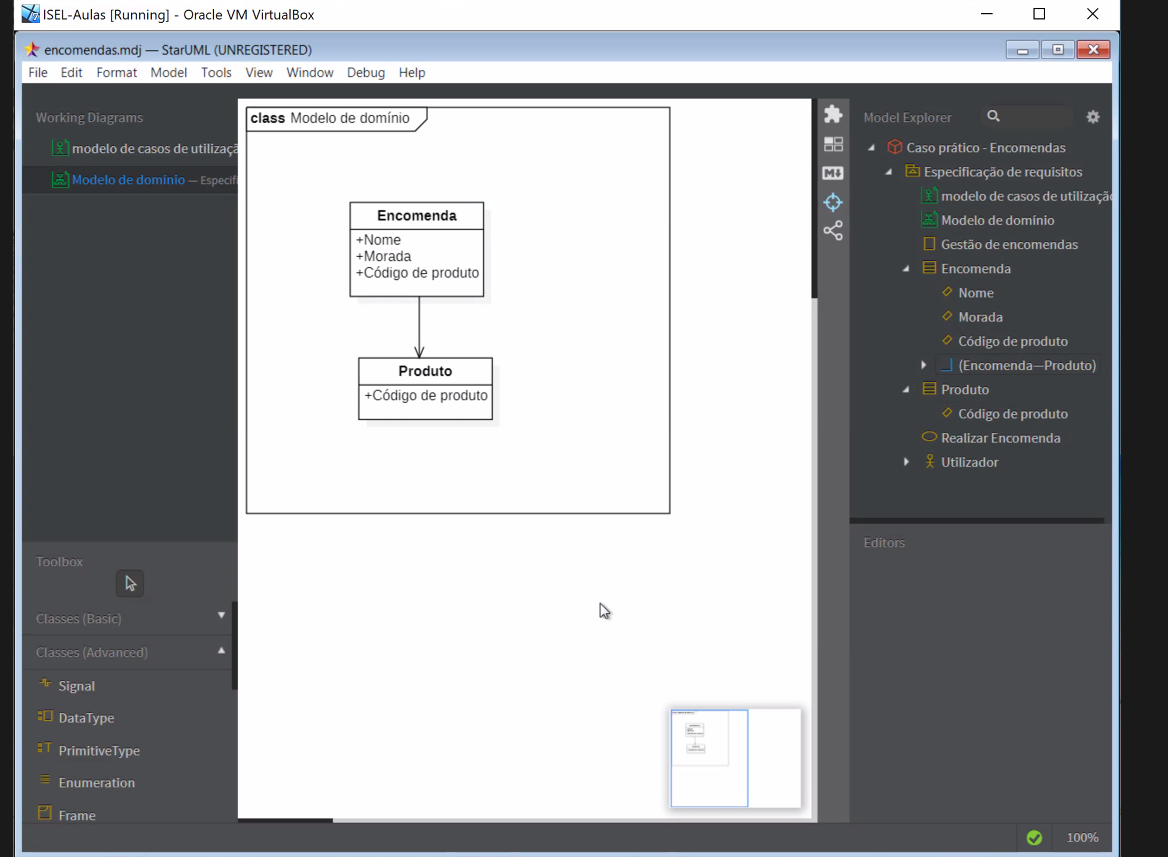 ISEL-Aulas [Running] - Oracle VM VirtualBox
encomendas.mdj — StarUML (UNREGISTERED)
File Edit Format Model Tools View Window Debug Help
Working Diagrams
modelo de casos de utilizaçã
Modelo de domínio — Especifi
Toolbox
Classes (Basic)
Classes (Advanced)
Signal
DataType
PrimitiveType
Enumeration
Frame
class Modelo de domínio
Encomenda
+Nome
+Morada
+Código de produto
Produto
+Código de produto
Model Explorer
Caso prático - Encomendas
Especificação de requisitos
modelo de casos de utilização
Modelo de domínio
Gestão de encomendas
Encomenda
Nome
Morada
Código de produto
(Encomenda—Produto)
Produto
Código de produto
Realizar Encomenda
Utilizador
Editors
100%